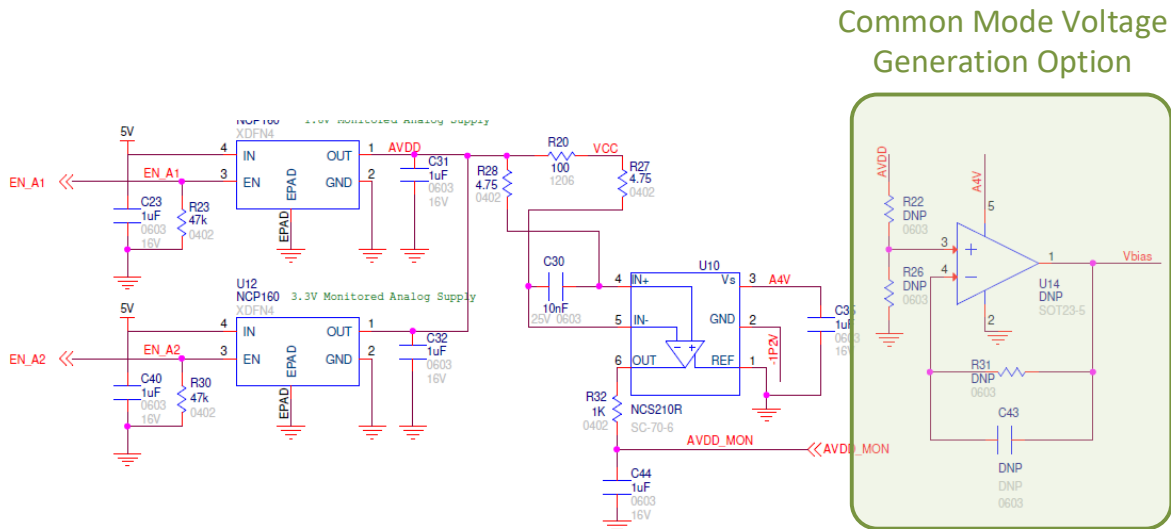 Common Mode Voltage
Generation Option
NCP160
1.8V Monitored Analog Supply
XDFN4
5V
4
IN
OUT
1
AVDD
EN_A1
EN_A1
3
EN
GND
2
EPAD
EPAD
C23
1uF
0603
16V
R23
47k
0402
C31
1uF
0603
16V
R28
4.75
0402
R20
100
1206
VCC
R27
4.75
0402
U12
NCP160
3.3V Monitored Analog Supply
XDFN4
5V
4
IN
OUT
1
EN_A2
EN_A2
3
EN
GND
2
EPAD
EPAD
C40
1uF
0603
16V
R30
47k
0402
C32
1uF
0603
16V
C30
10nF
25V 0603
U10
4
IN+
Vs
3
A4V
5
IN-
GND
2
-1P2V
6
OUT
REF
1
NCS210R
SC-70-6
C35
1uF
0603
16V
R32
1K
0402
AVDD_MON
AVDD_MON
C44
1uF
0603
16V
AVDD
A4V
R22
DNP
0603
5
3
4
1
Vbias
R26
DNP
0603
U14
DNP
SOT23-5
2
R31
DNP
0603
C43
DNP
DNP
0603